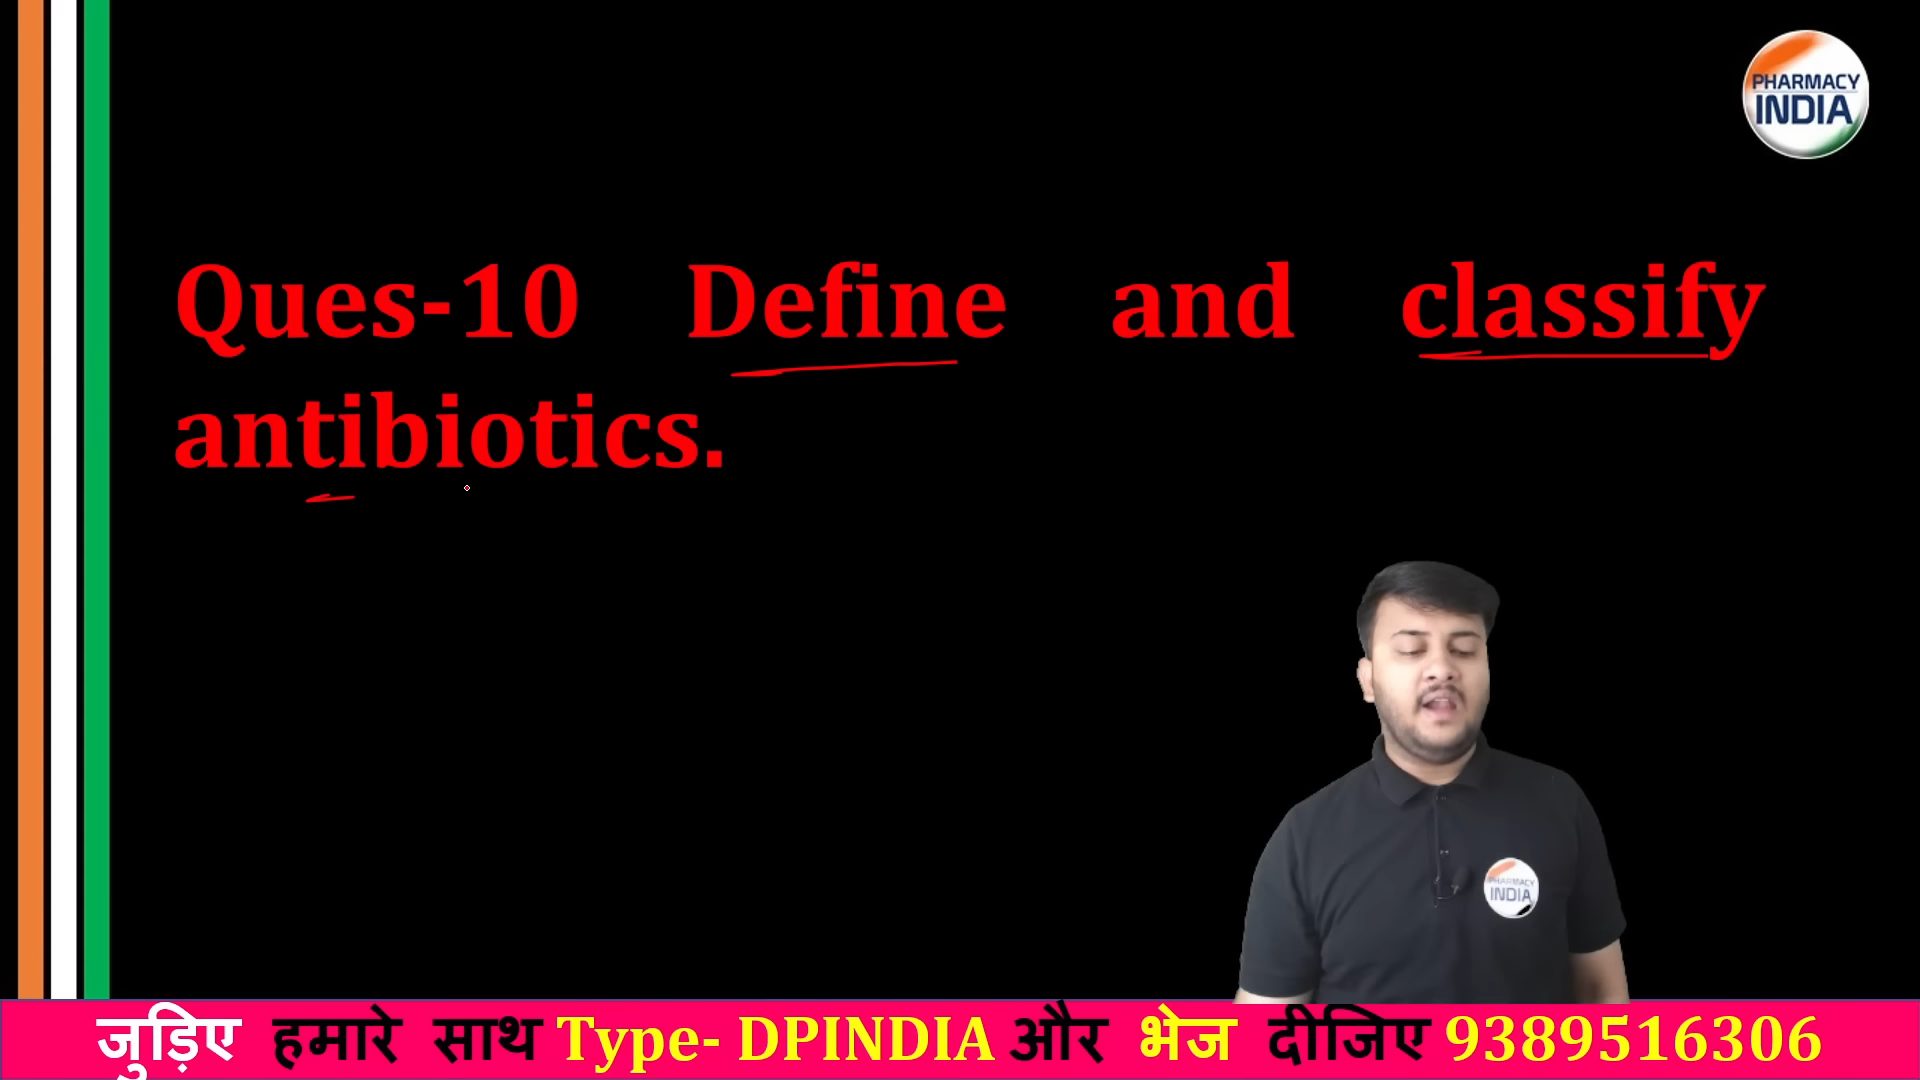 PHARMACY
INDIA
Ques-10 Define and classify
antibiotics.
PHARMACY
INDIA
जुड़िए हमारे साथ Type- DPINDIA और भेज दीजिए 9389516306